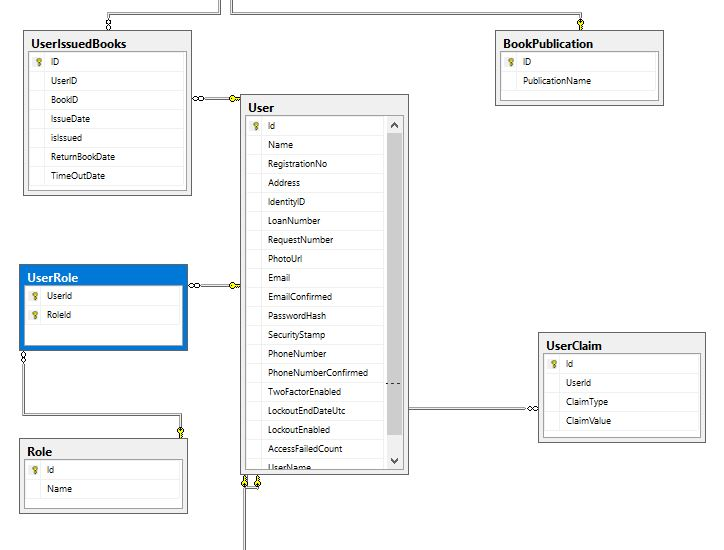 UserIssuedBooks
ID
UserID
BookID
IssueDate
isIssued
ReturnBookDate
TimeOutDate
BookPublication
ID
PublicationName
User
Id
Name
RegistrationNo
Address
IdentityID
LoanNumber
RequestNumber
PhotoUrl
Email
EmailConfirmed
PasswordHash
SecurityStamp
PhoneNumber
PhoneNumberConfirmed
TwoFactorEnabled
LockoutEndDateUtc
LockoutEnabled
AccessFailedCount
UserName
UserRole
UserId
RoleId
UserClaim
Id
UserId
ClaimType
ClaimValue
Role
Id
Name